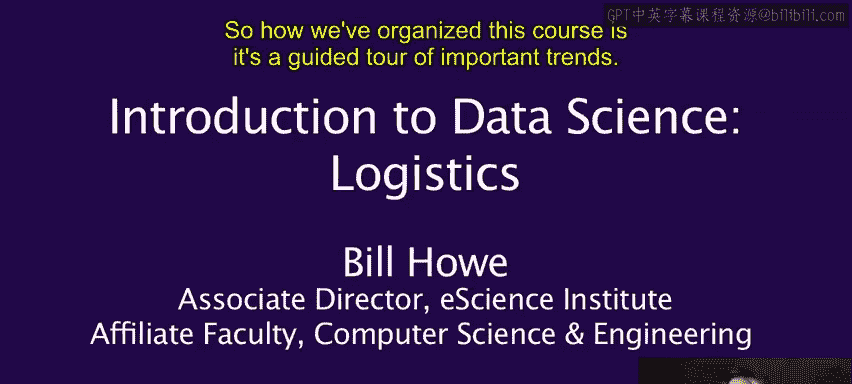 GPT中英字幕课程资源@bilibili.com
So how we've organized this course is
it's a guided tour of important trends.
Introduction to Data Science:
Logistics
Bill Howe
Associate Director, eScience Institute
Affiliate Faculty, Computer Science & Engineering